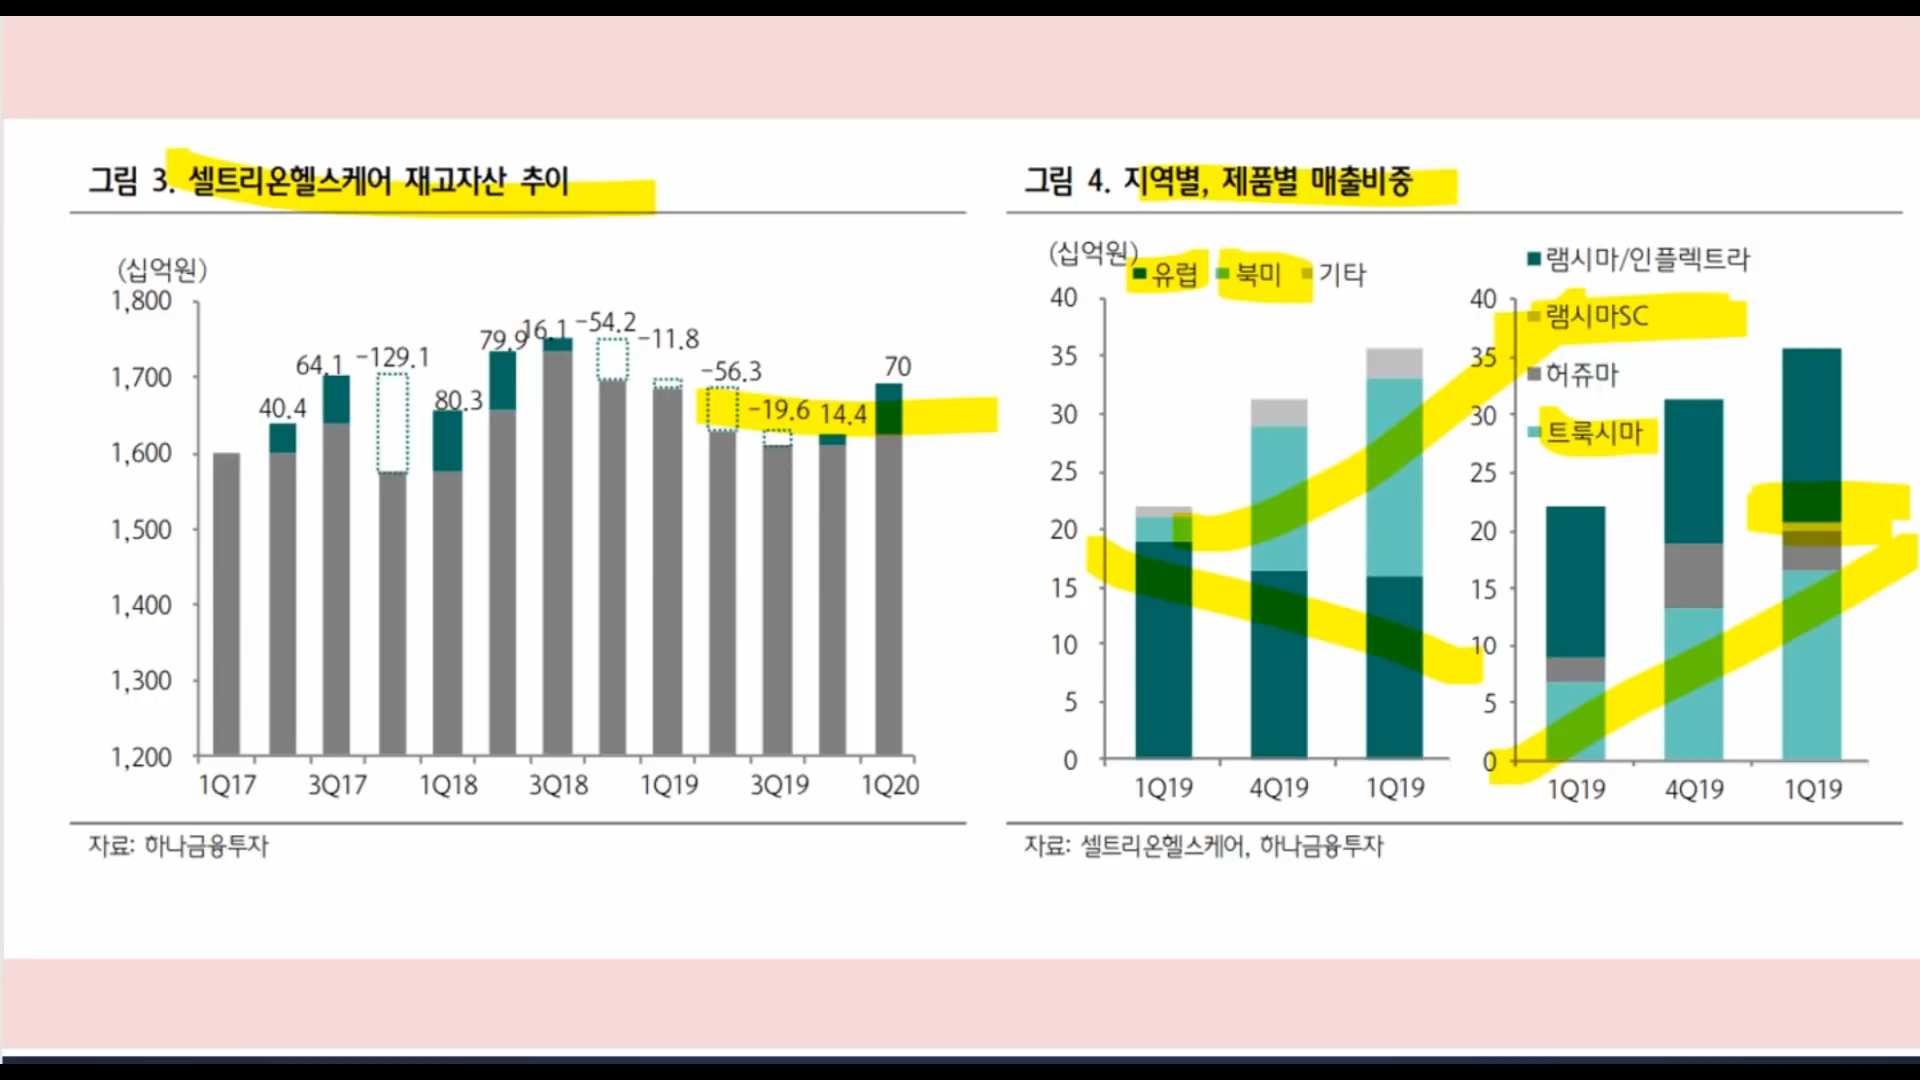 그림 3. 셀트리온헬스케어 재고자산 추이
(십억원)
1,800
1,700
1,600
1,500
1,400
1,300
1,200
40.4
64.1
-129.1
80.3
79.9
16.1
-54.2
-11.8
-56.3
-19.6
14.4
70
1Q17 3Q17 1Q18 3Q18 1Q19 3Q19 1Q20
자료: 하나금융투자
그림 4. 지역별, 제품별 매출비중
(십억원)
유럽 북미 기타
40
35
30
25
20
15
10
5
0
1Q19 4Q19 1Q19
램시마/인플렉트라
램시마SC
허쥬마
트룩시마
40
35
30
25
20
15
10
5
0
1Q19 4Q19 1Q19
자료: 셀트리온헬스케어, 하나금융투자